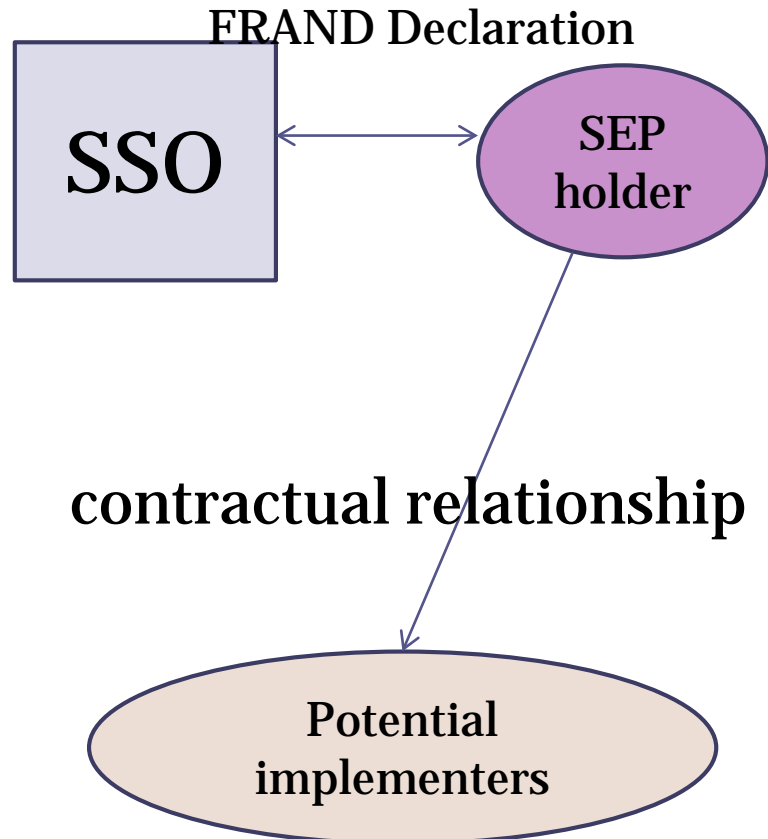 FRAND Declaration
SSO
SEP
holder
contractual relationship
Potential
implementers